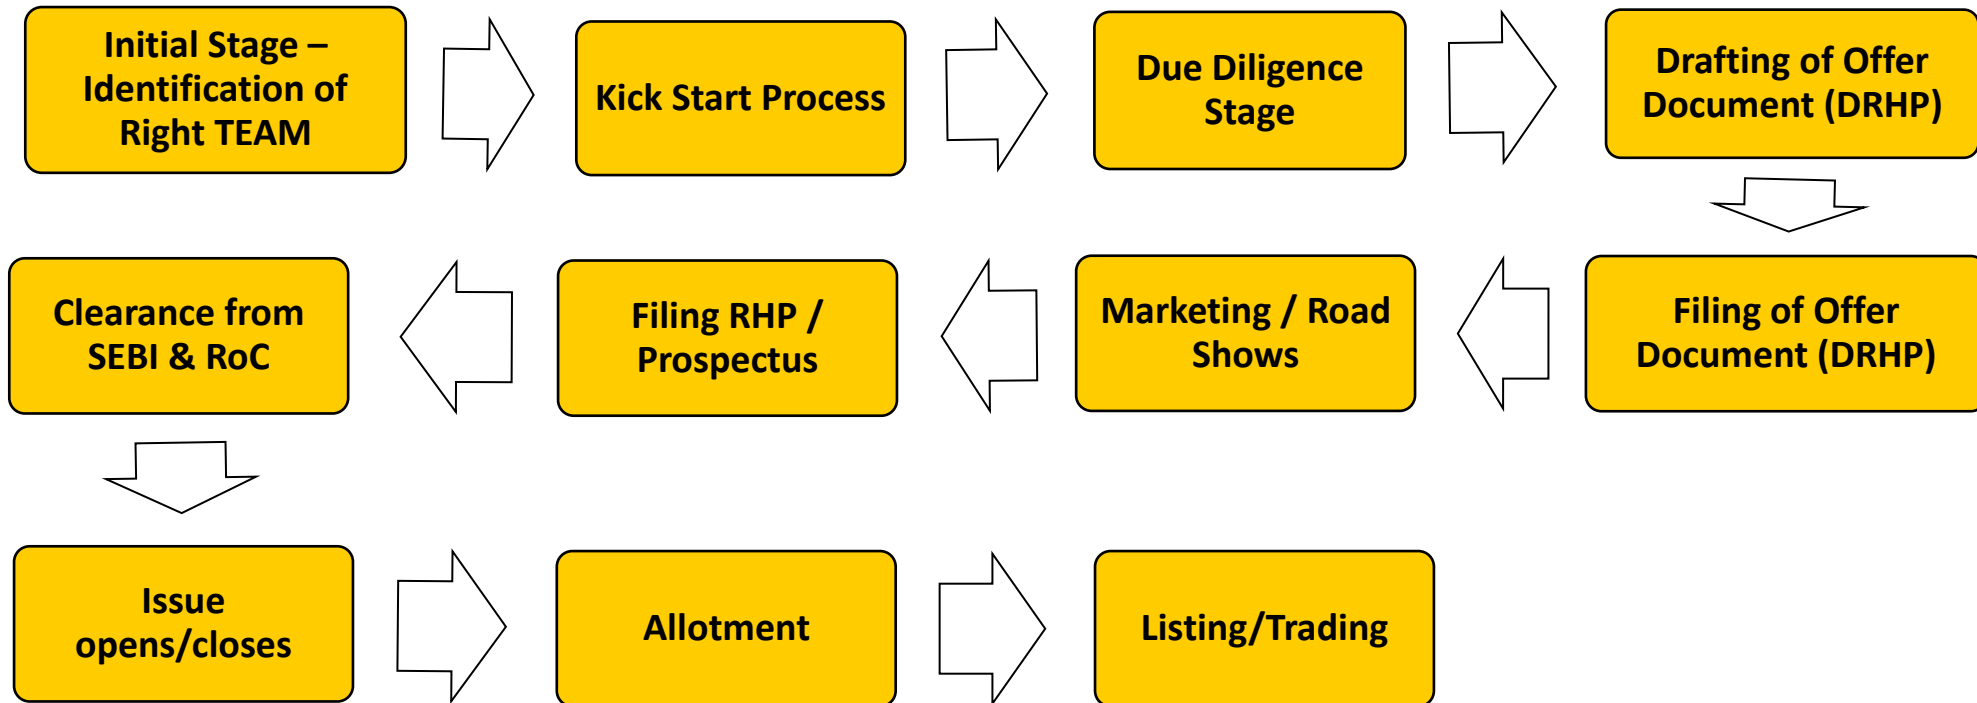 Initial Stage –
Identification of
Right TEAM
Kick Start Process
Due Diligence
Stage
Drafting of Offer
Document (DRHP)
Filing of Offer
Document (DRHP)
Marketing / Road
Shows
Filing RHP /
Prospectus
Clearance from
SEBI & RoC
Issue
opens/closes
Allotment
Listing/Trading